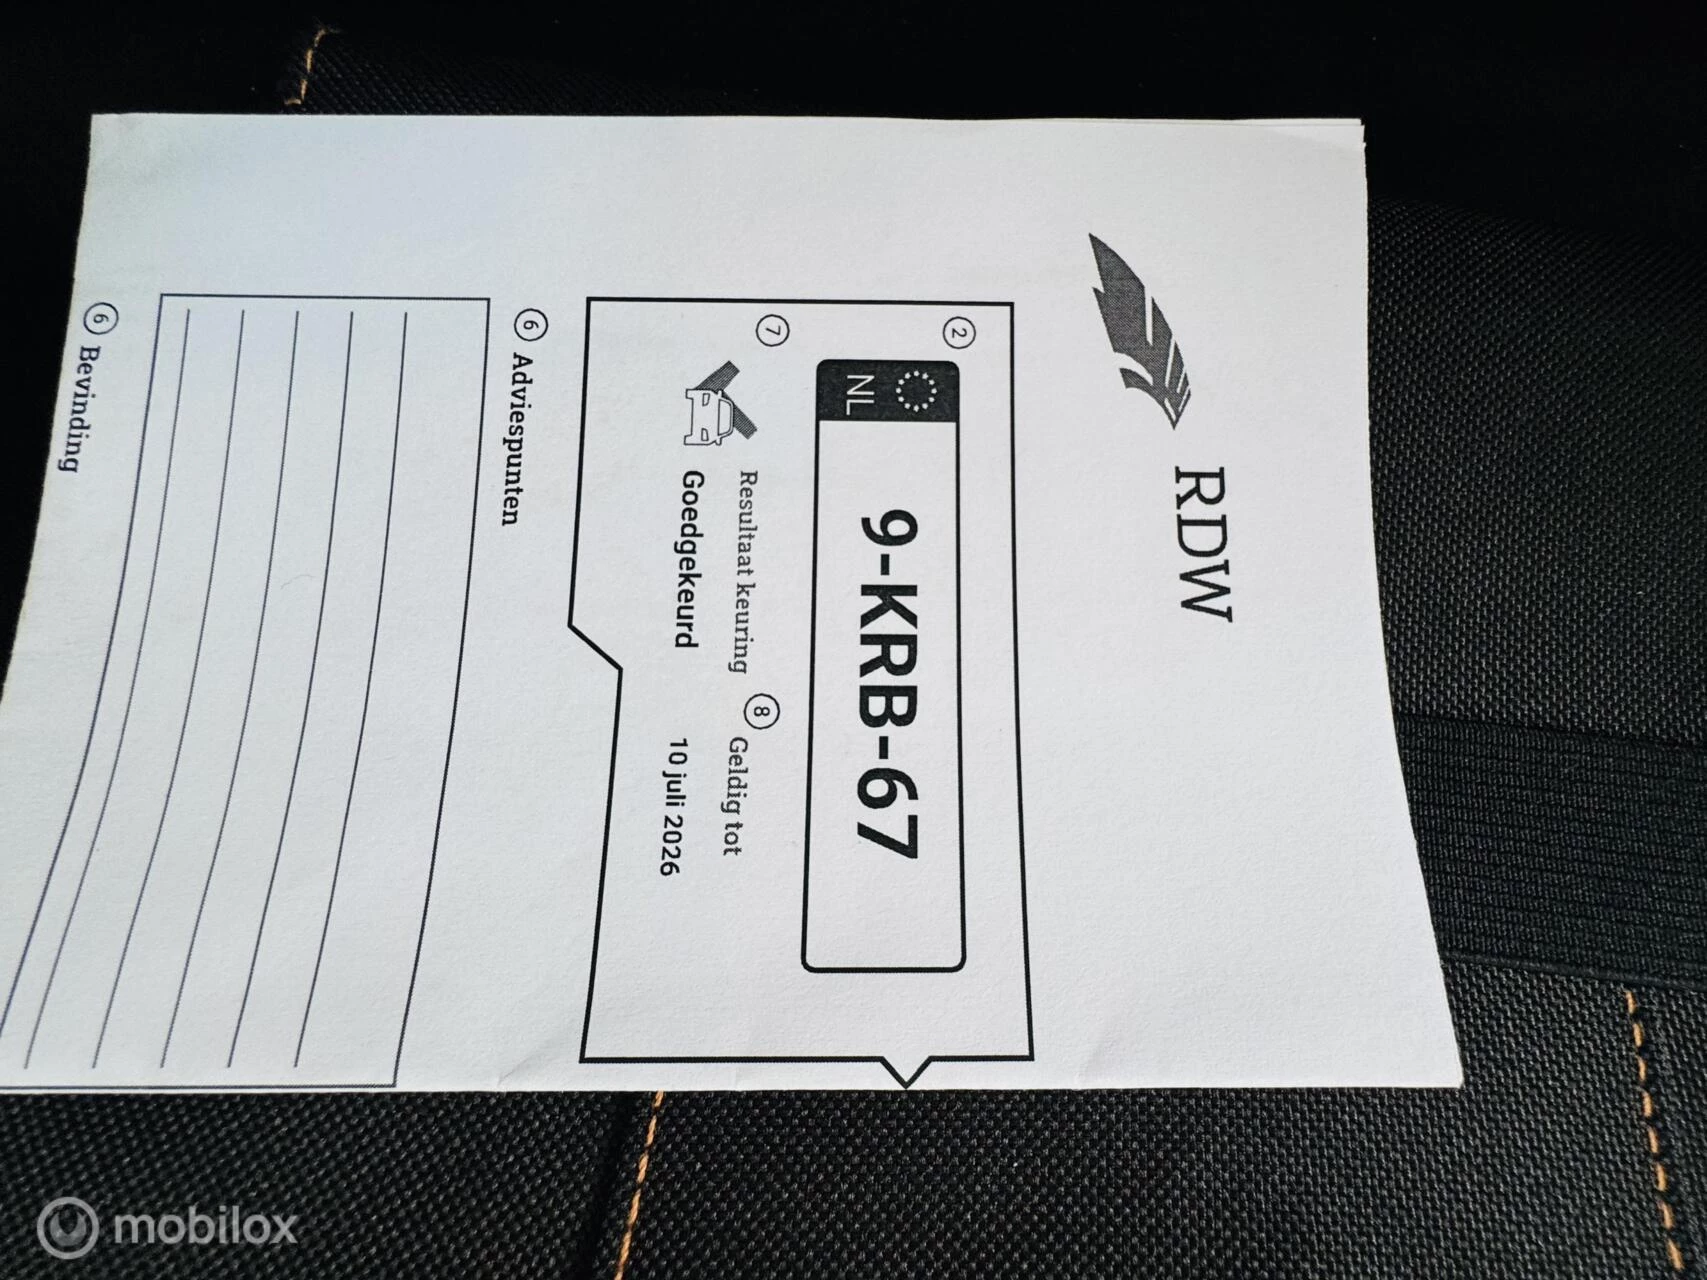 RDW
2
NL
9-KRB-67
7
Resultaat keuring
Goedgekeurd
8
Geldig tot
10 juli 2026
6 Adviespunten
6 Bevinding
mobilox